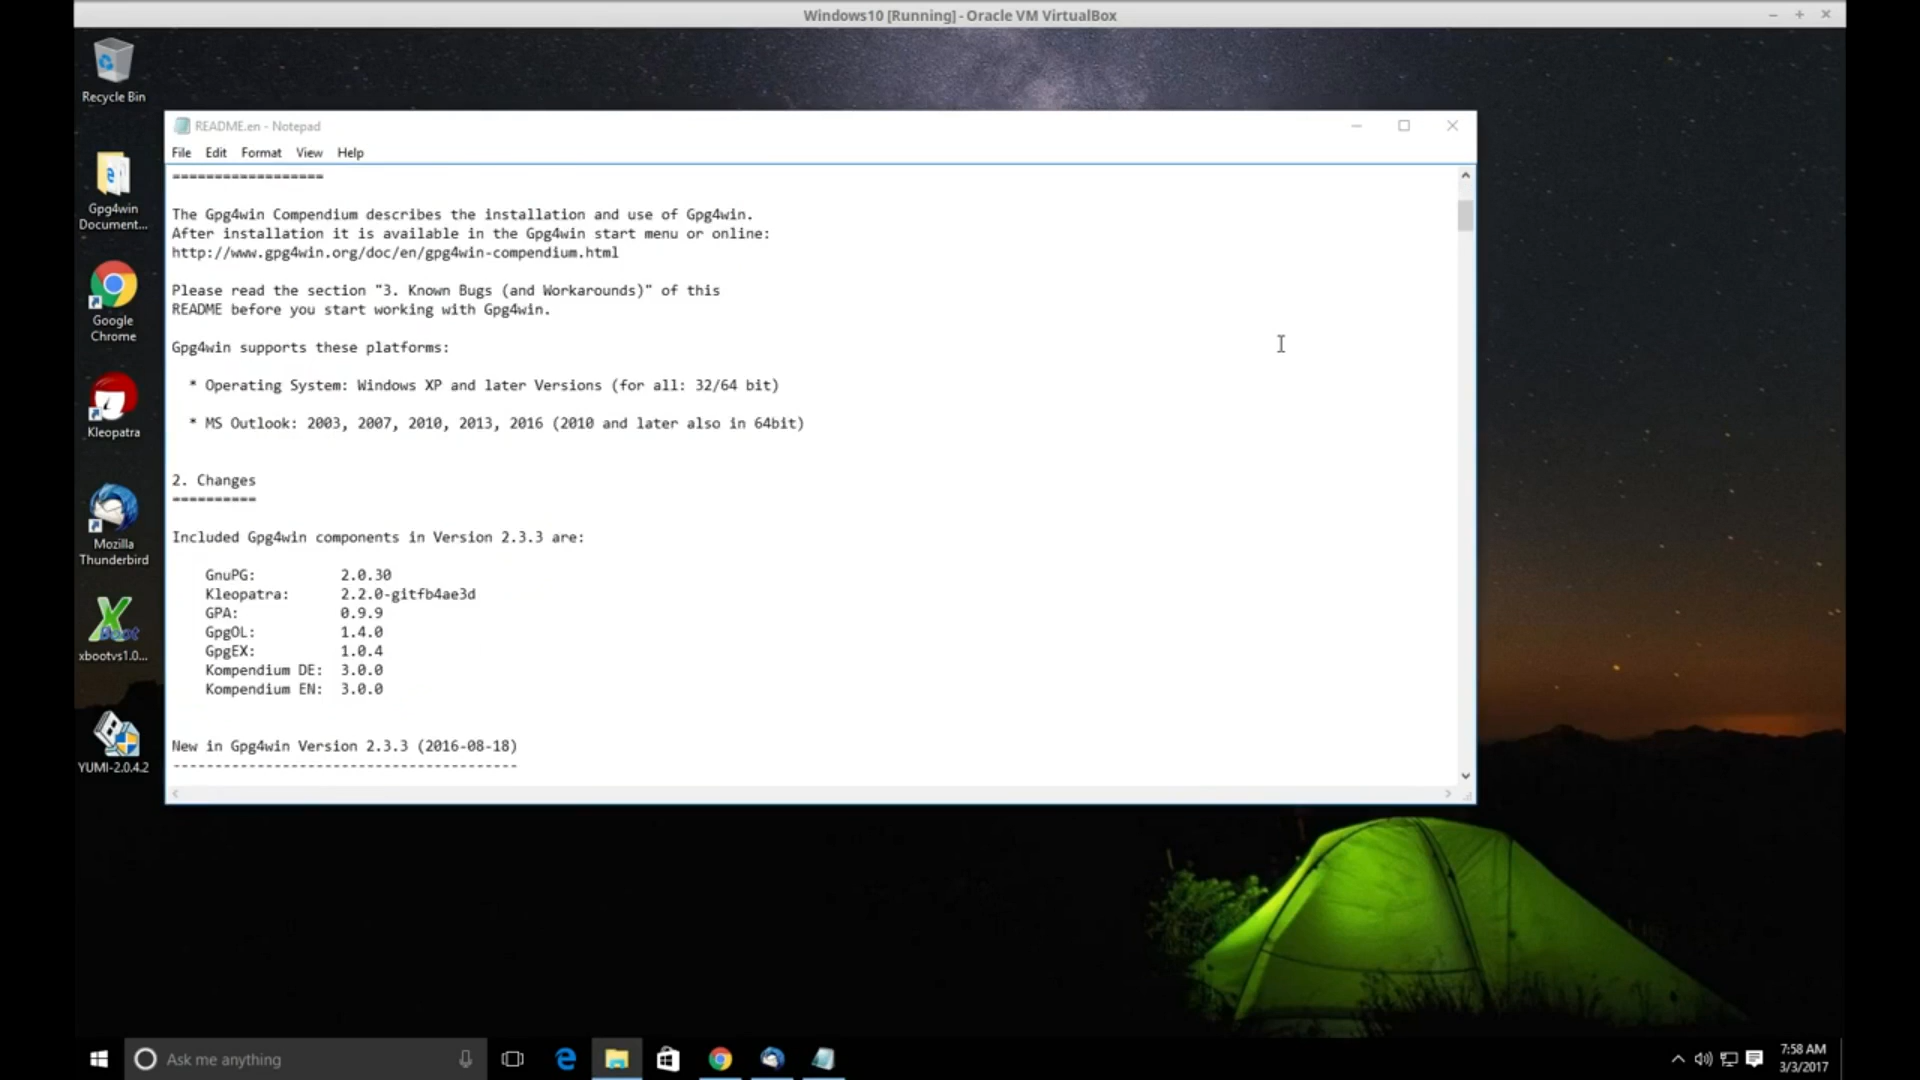 Windows10 [Running] - Oracle VM VirtualBox
Recycle Bin
Gpg4win
Document...
Google
Chrome
Kleopatra
Mozilla
Thunderbird
Boot
xbootvs1.0...
YUMI-2.0.4.2
README.en - Notepad
File Edit Format View Help
==================
The Gpg4win Compendium describes the installation and use of Gpg4win.
After installation it is available in the Gpg4win start menu or online:
http://www.gpg4win.org/doc/en/gpg4win-compendium.html
Please read the section "3. Known Bugs (and Workarounds)" of this
README before you start working with Gpg4win.
Gpg4win supports these platforms:
* Operating System: Windows XP and later Versions (for all: 32/64 bit)
* MS Outlook: 2003, 2007, 2010, 2013, 2016 (2010 and later also in 64bit)
2. Changes
==========
Included Gpg4win components in Version 2.3.3 are:
GnuPG: 2.0.30
Kleopatra: 2.2.0-gitfb4ae3d
GPA: 0.9.9
GpgOL: 1.4.0
GpgEX: 1.0.4
Kompendium DE: 3.0.0
Kompendium EN: 3.0.0
New in Gpg4win Version 2.3.3 (2016-08-18)
-----------------------------------------
Ask me anything
7:58 AM
3/3/2017